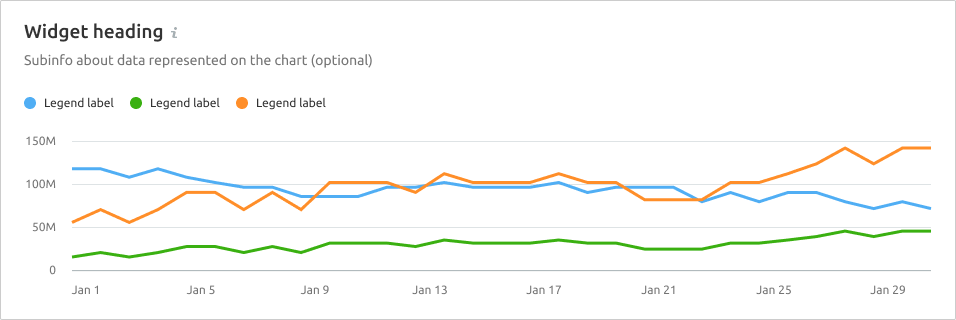 Widget heading i
Subinfo about data represented on the chart (optional)
Legend label Legend label Legend label
150M
100M
50M
0
Jan 1 Jan 5 Jan 9 Jan 13 Jan 17 Jan 21 Jan 25 Jan 29